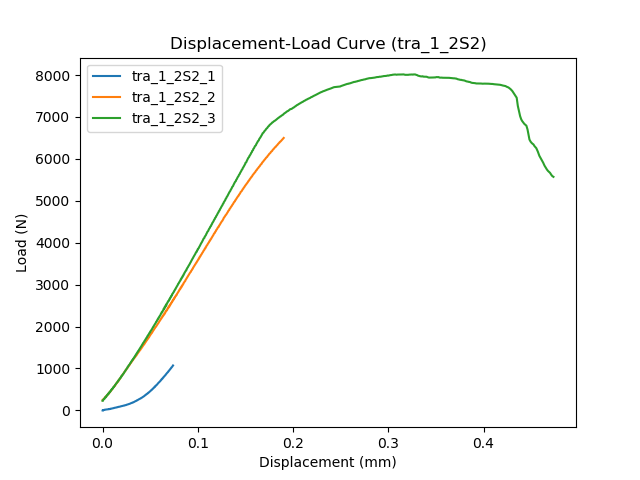 Displacement-Load Curve (tra_1_2S2)
tra_1_2S2_1
tra_1_2S2_2
tra_1_2S2_3
8000
7000
6000
5000
4000
3000
2000
1000
0
Load (N)
0.0 0.1 0.2 0.3 0.4
Displacement (mm)